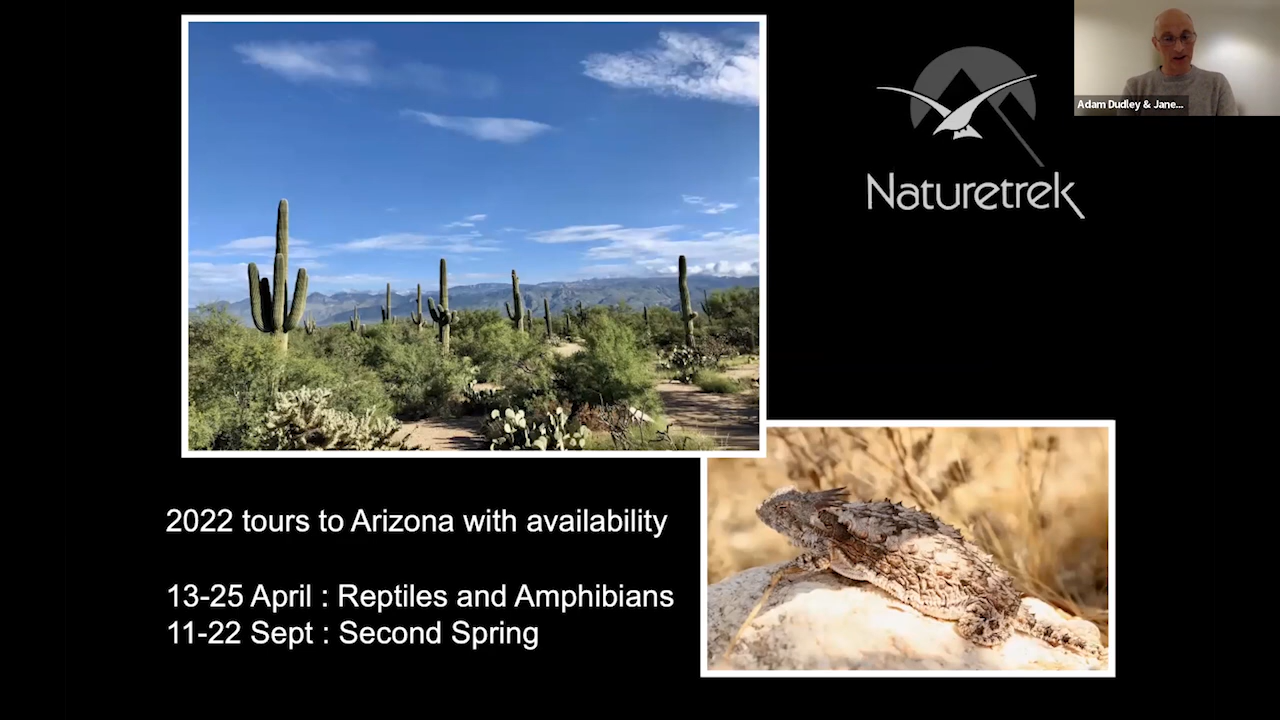 Adam Dudley & Jane...
Naturetrek
2022 tours to Arizona with availability
13-25 April : Reptiles and Amphibians
11-22 Sept : Second Spring